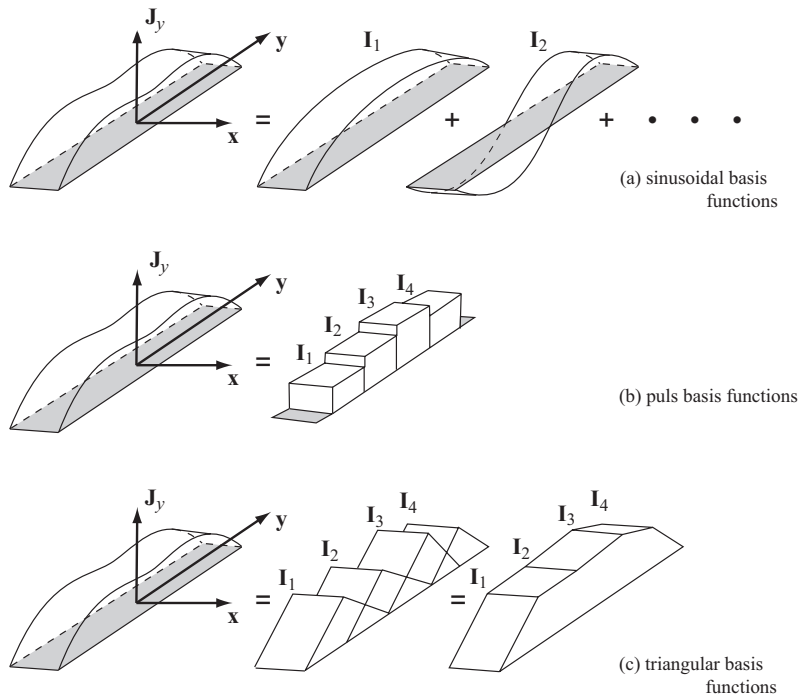 J_y
y
x
=
I_1
+
I_2
+
• • •
(a) sinusoidal basis
functions
J_y
y
x
=
I_1
I_2
I_3
I_4
(b) puls basis functions
J_y
y
x
=
I_1
I_2
I_3
I_4
=
I_1
I_2
I_3
I_4
(c) triangular basis
functions